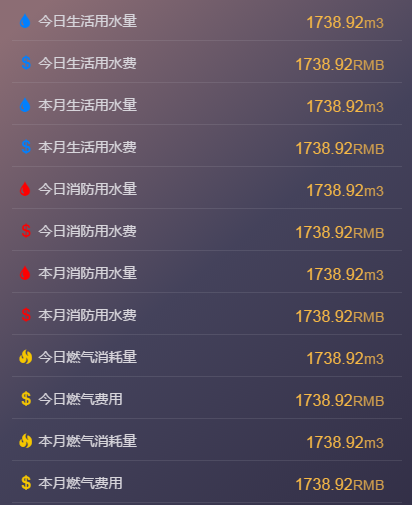 今日生活用水量 1738.92m3
$ 今日生活用水费 1738.92RMB
本月生活用水量 1738.92m3
$ 本月生活用水费 1738.92RMB
今日消防用水量 1738.92m3
$ 今日消防用水费 1738.92RMB
本月消防用水量 1738.92m3
$ 本月消防用水费 1738.92RMB
今日燃气消耗量 1738.92m3
$ 今日燃气费用 1738.92RMB
本月燃气消耗量 1738.92m3
$ 本月燃气费用 1738.92RMB